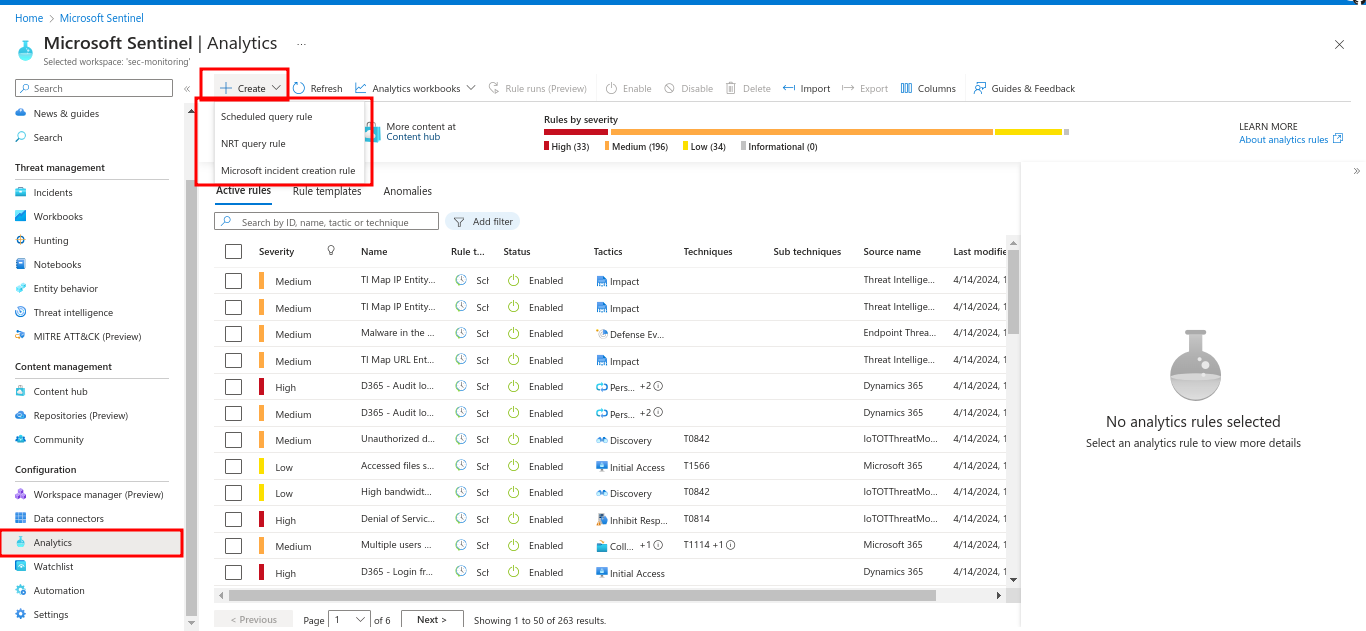 Home > Microsoft Sentinel
Microsoft Sentinel | Analytics ...
Selected workspace: 'sec-monitoring'
Search «
News & guides
Search
Threat management
Incidents
Workbooks
Hunting
Notebooks
Entity behavior
Threat intelligence
MITRE ATT&CK (Preview)
Content management
Content hub
Repositories (Preview)
Community
Configuration
Workspace manager (Preview)
Data connectors
Analytics
Watchlist
Automation
Settings
Create Refresh Analytics workbooks Rule runs (Preview) Enable Disable Delete Import Export Columns Guides & Feedback
Scheduled query rule
NRT query rule
Microsoft incident creation rule
More content at
Content hub
Rules by severity
High (33) Medium (196) Low (34) Informational (0)
LEARN MORE
About analytics rules
Active rules Rule templates Anomalies
Search by ID, name, tactic or technique Add filter
Severity Name Rule t... Status Tactics Techniques Sub techniques Source name Last modifie
Medium TI Map IP Entity... Sch Enabled Impact Threat Intellige... 4/14/2024, 1
Medium TI Map IP Entity... Sch Enabled Impact Threat Intellige... 4/14/2024, 1
Medium Malware in the ... Sch Enabled Defense Ev... Endpoint Threa... 4/14/2024, 1
Medium TI Map URL Ent... Sch Enabled Impact Threat Intellige... 4/14/2024, 1
High D365 - Audit lo... Sch Enabled Pers... +2 Dynamics 365 4/14/2024, 1
Medium D365 - Audit lo... Sch Enabled Pers... +2 Dynamics 365 4/14/2024, 1
Medium Unauthorized d... Sch Enabled Discovery T0842 IoTOTThreatMo... 4/14/2024, 1
Low Accessed files s... Sch Enabled Initial Access T1566 Microsoft 365 4/14/2024, 1
Low High bandwidt... Sch Enabled Discovery T0842 IoTOTThreatMo... 4/14/2024, 1
High Denial of Servic... Sch Enabled Inhibit Resp... T0814 IoTOTThreatMo... 4/14/2024, 1
Medium Multiple users ... Sch Enabled Coll... +1 T1114 +1 Microsoft 365 4/14/2024, 1
High D365 - Login fr... Sch Enabled Initial Access Dynamics 365 4/14/2024, 1
< Previous Page 1 of 6 Next > Showing 1 to 50 of 263 results.
»
No analytics rules selected
Select an analytics rule to view more details